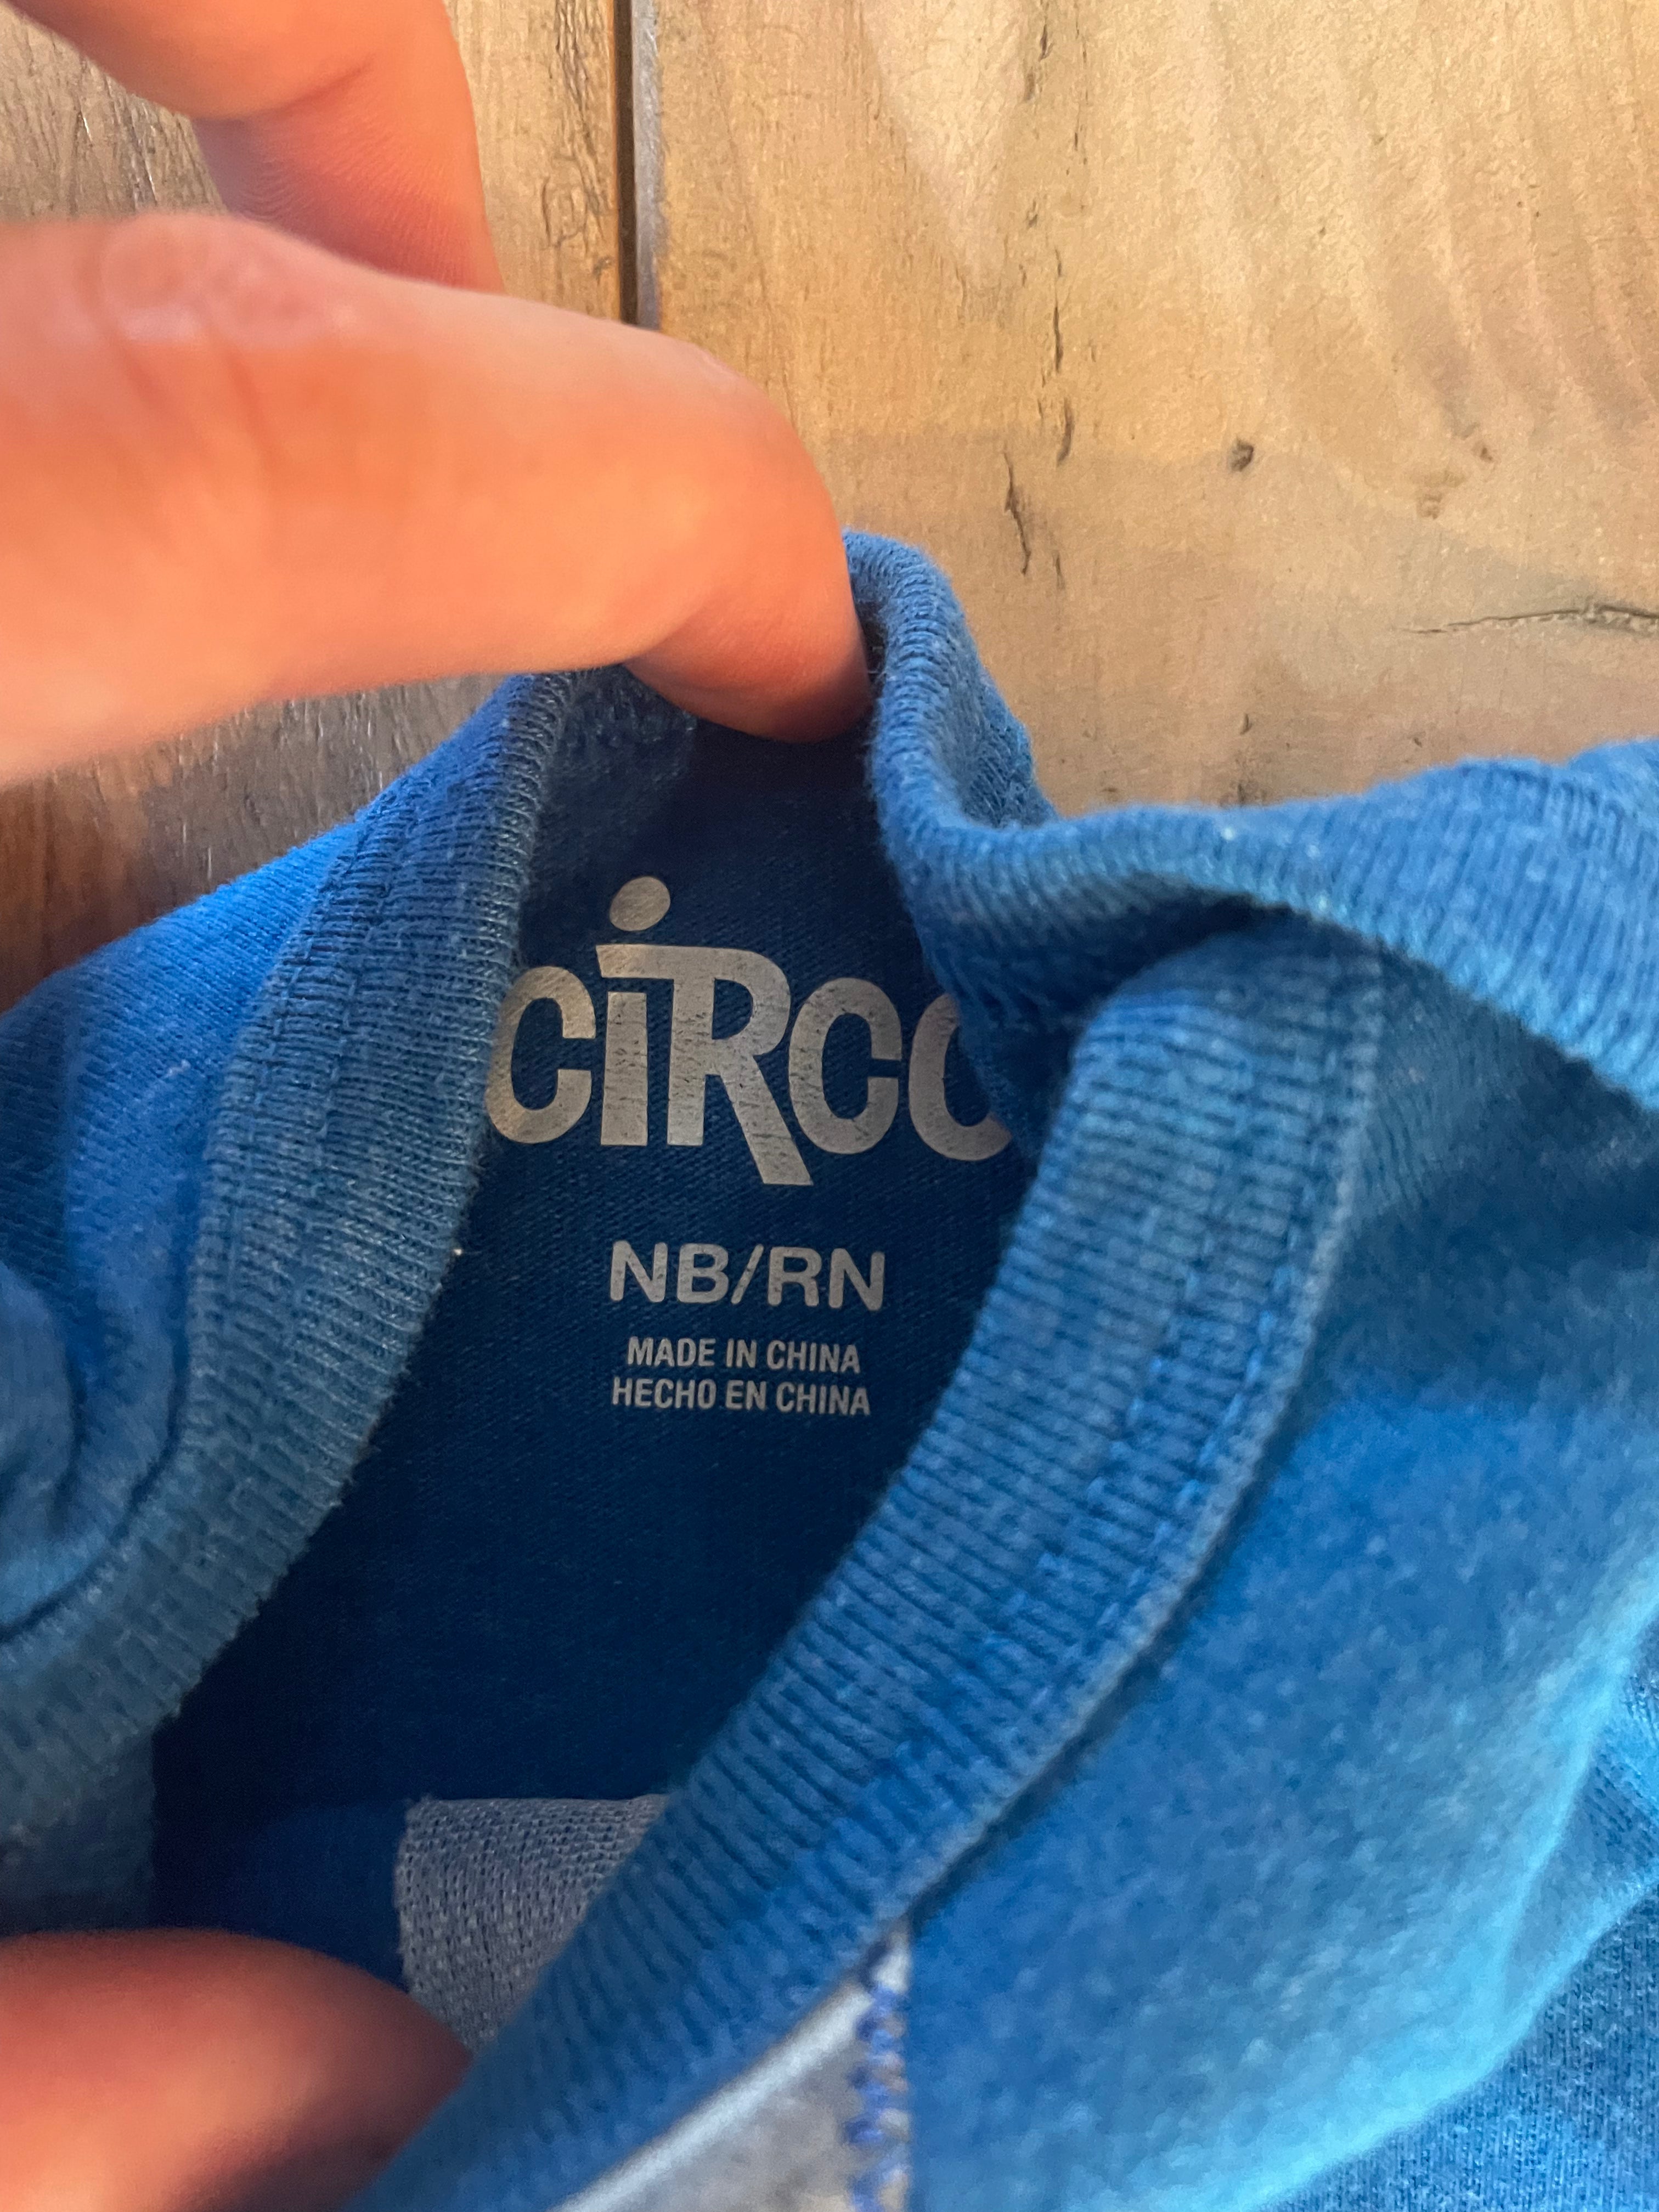 ciRco
NB/RN
MADE IN CHINA
HECHO EN CHINA